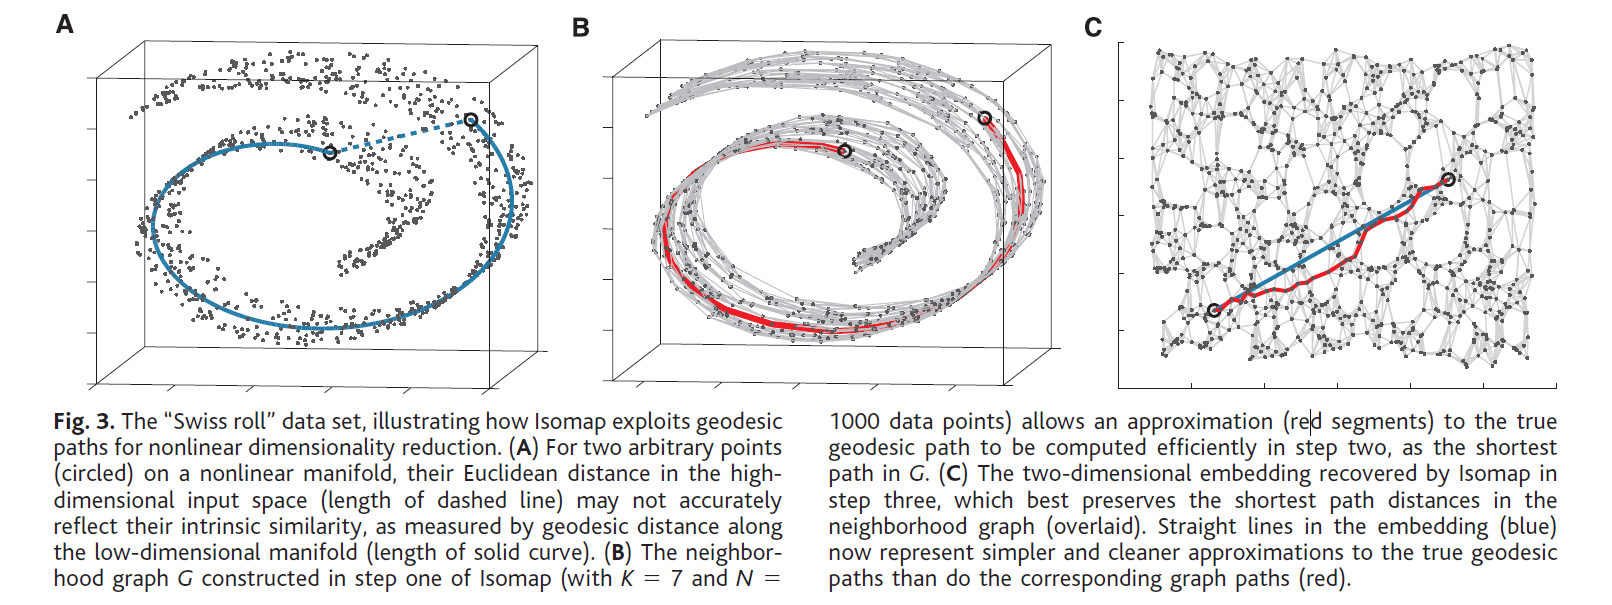 A
B
C
Fig. 3. The “Swiss roll” data set, illustrating how Isomap exploits geodesic
paths for nonlinear dimensionality reduction. (A) For two arbitrary points
(circled) on a nonlinear manifold, their Euclidean distance in the high-
dimensional input space (length of dashed line) may not accurately
reflect their intrinsic similarity, as measured by geodesic distance along
the low-dimensional manifold (length of solid curve). (B) The neighbor-
hood graph G constructed in step one of Isomap (with K = 7 and N =
1000 data points) allows an approximation (red segments) to the true
geodesic path to be computed efficiently in step two, as the shortest
path in G. (C) The two-dimensional embedding recovered by Isomap in
step three, which best preserves the shortest path distances in the
neighborhood graph (overlaid). Straight lines in the embedding (blue)
now represent simpler and cleaner approximations to the true geodesic
paths than do the corresponding graph paths (red).